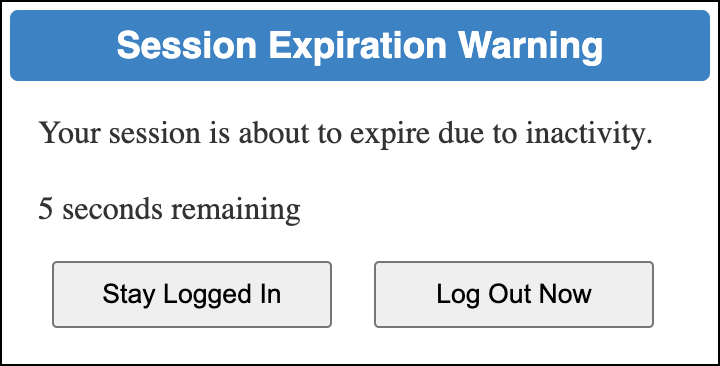 Session Expiration Warning
Your session is about to expire due to inactivity.
5 seconds remaining
Stay Logged In
Log Out Now